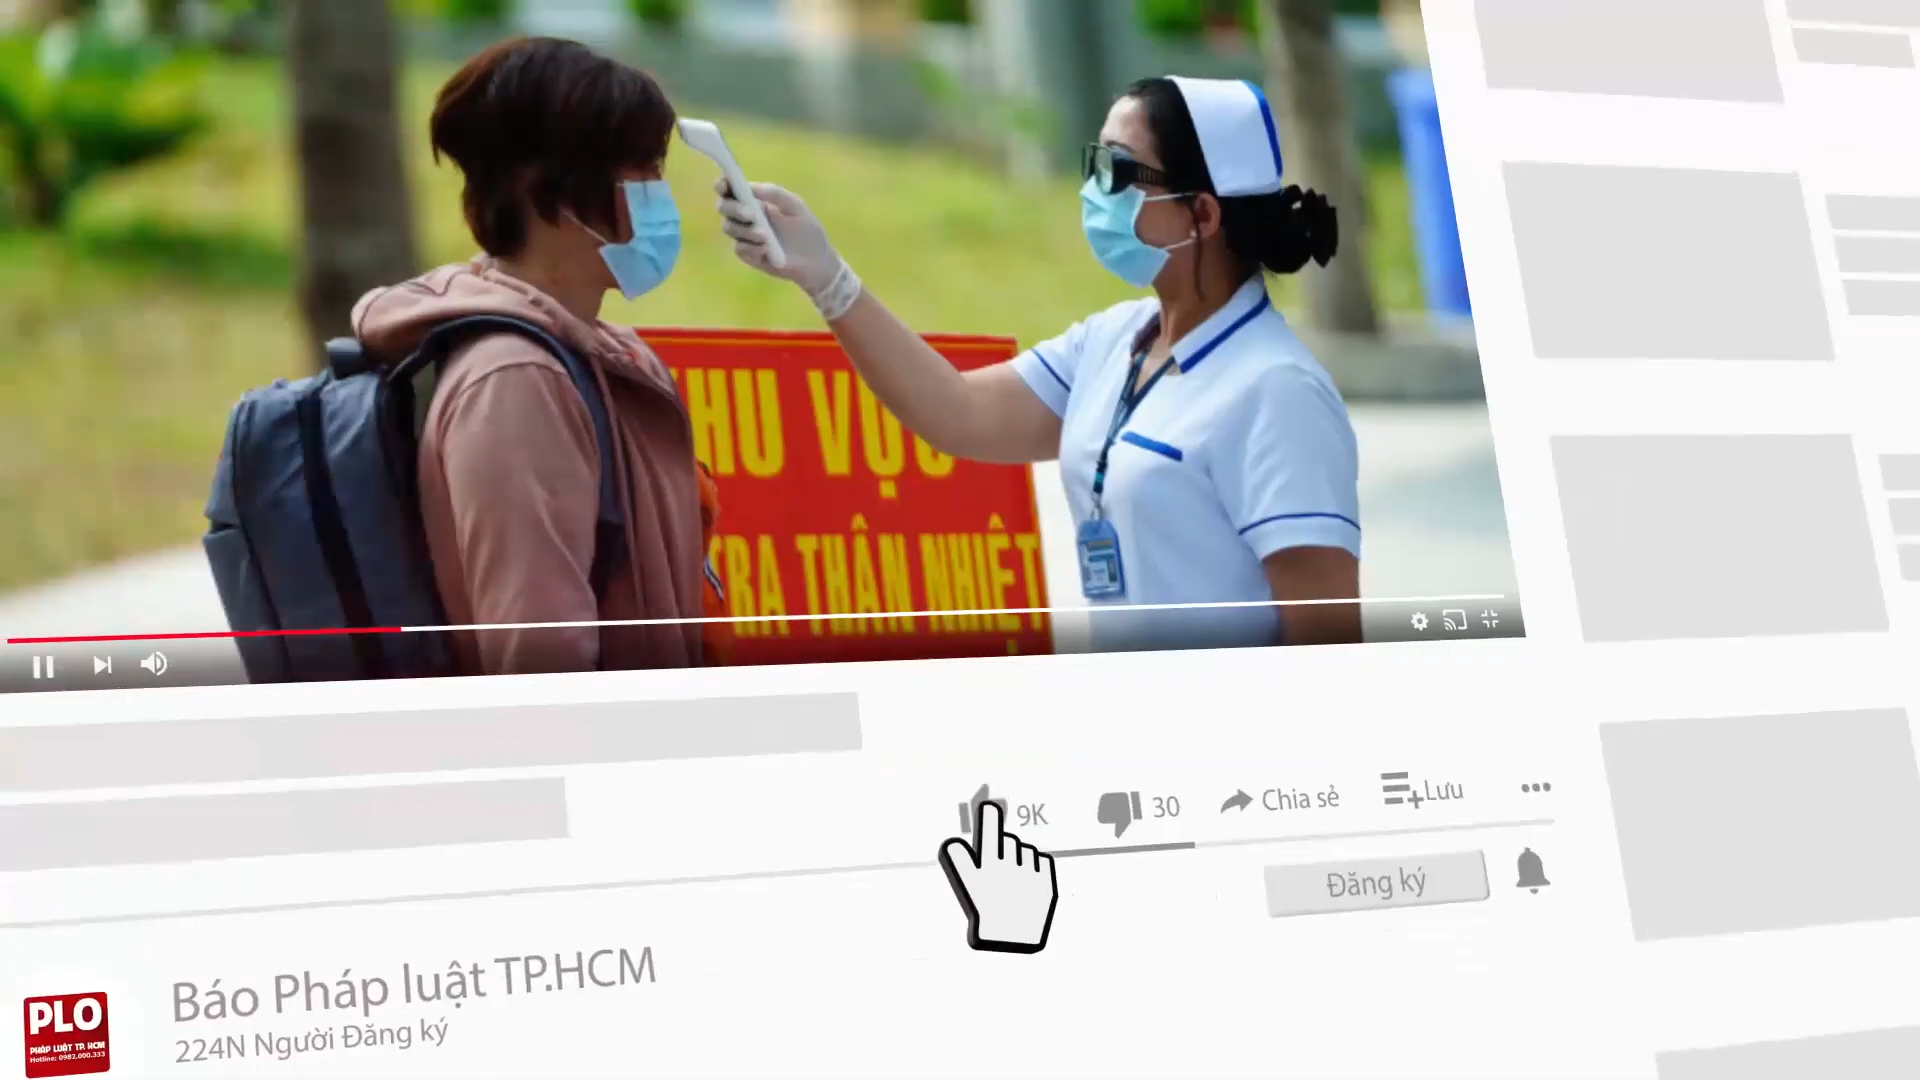 HU VỰC
TRA THÂN NHIỆT
9K
30
Chia sẻ
Lưu
Đăng ký
Báo Pháp luật TP.HCM
224N Người Đăng ký
PLO
PHÁP LUẬT TP. HCM
Hotline: 0982.000.333